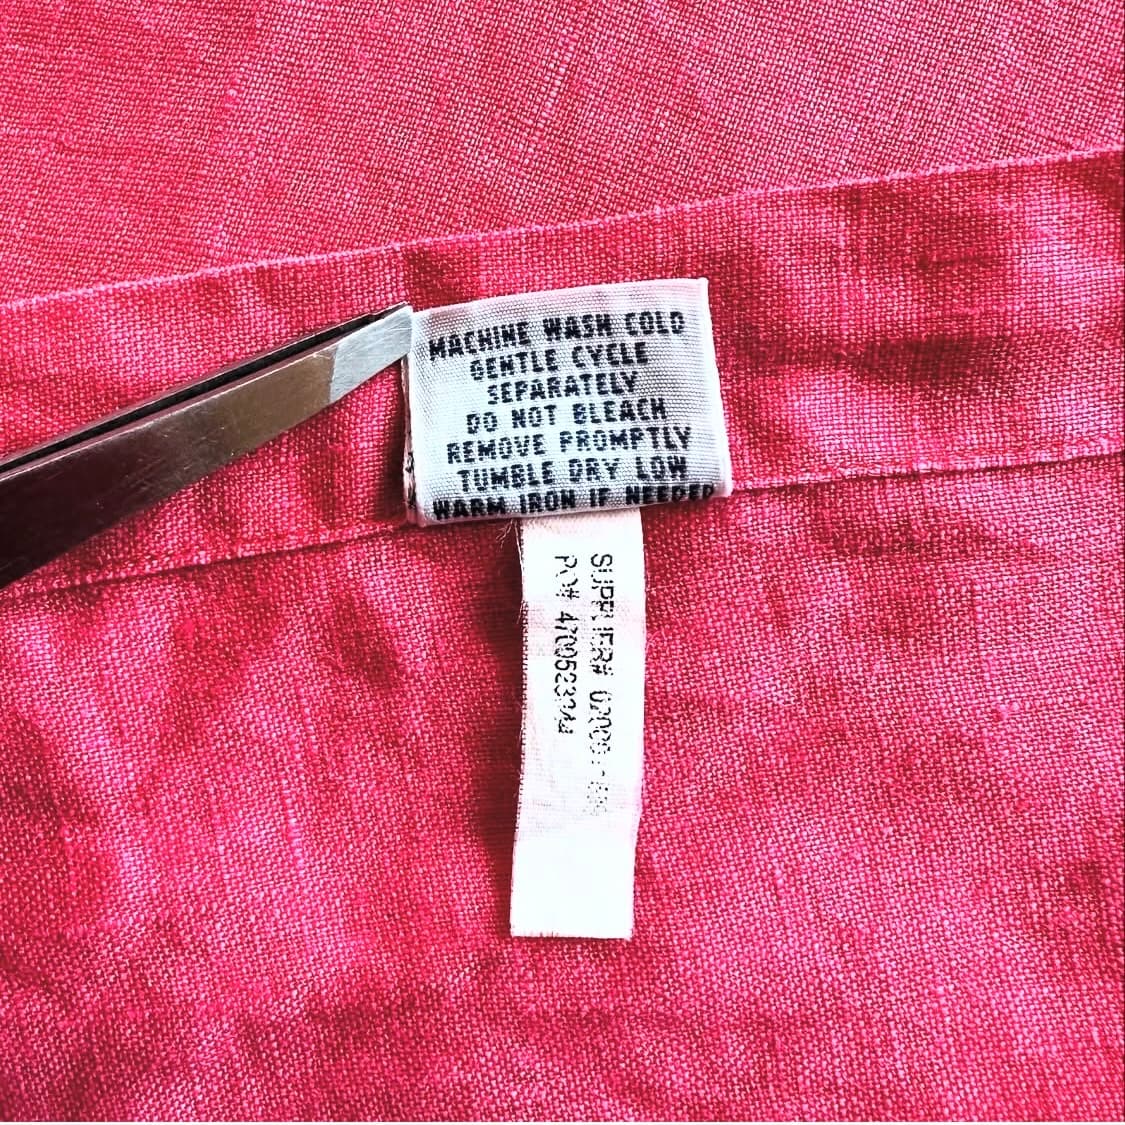 MACHINE WASH COLD
GENTLE CYCLE
SEPARATELY
DO NOT BLEACH
REMOVE PROMPTLY
TUMBLE DRY LOW
WARM IRON IF NEEDED
SUPPLIER#
PO#